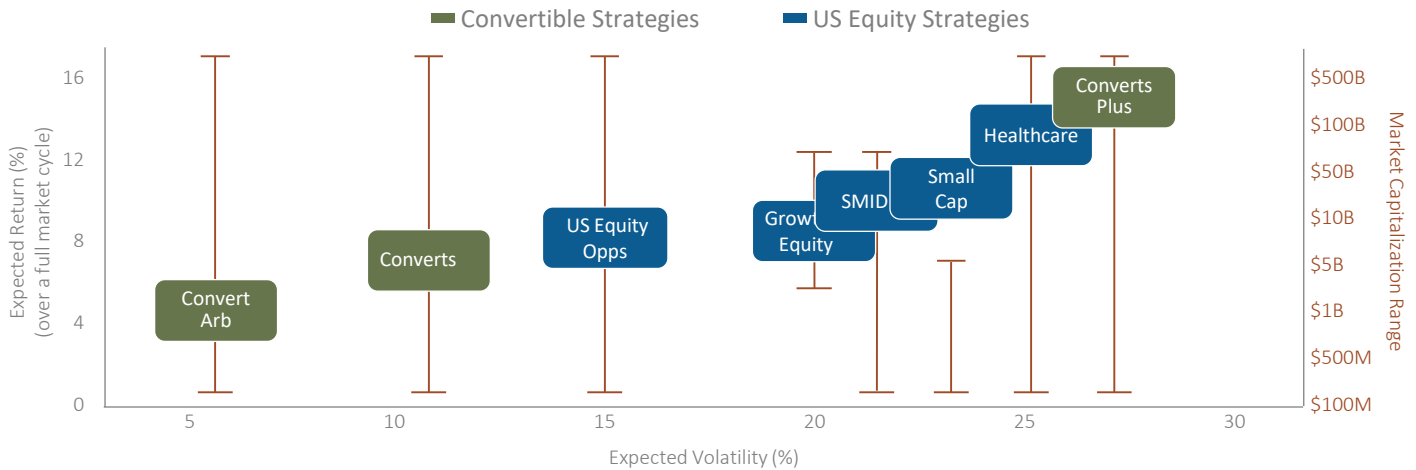 Convertible Strategies
US Equity Strategies
Expected Return (%)
(over a full market cycle)
16
12
8
4
0
Convert
Arb
Converts
US Equity
Opps
Growt
Equity
SMID
Small
Cap
Healthcare
Converts
Plus
$500B
$100B
$50B
$10B
$5B
$1B
$500M
$100M
Market Capitalization Range
5
10
15
20
25
30
Expected Volatility (%)